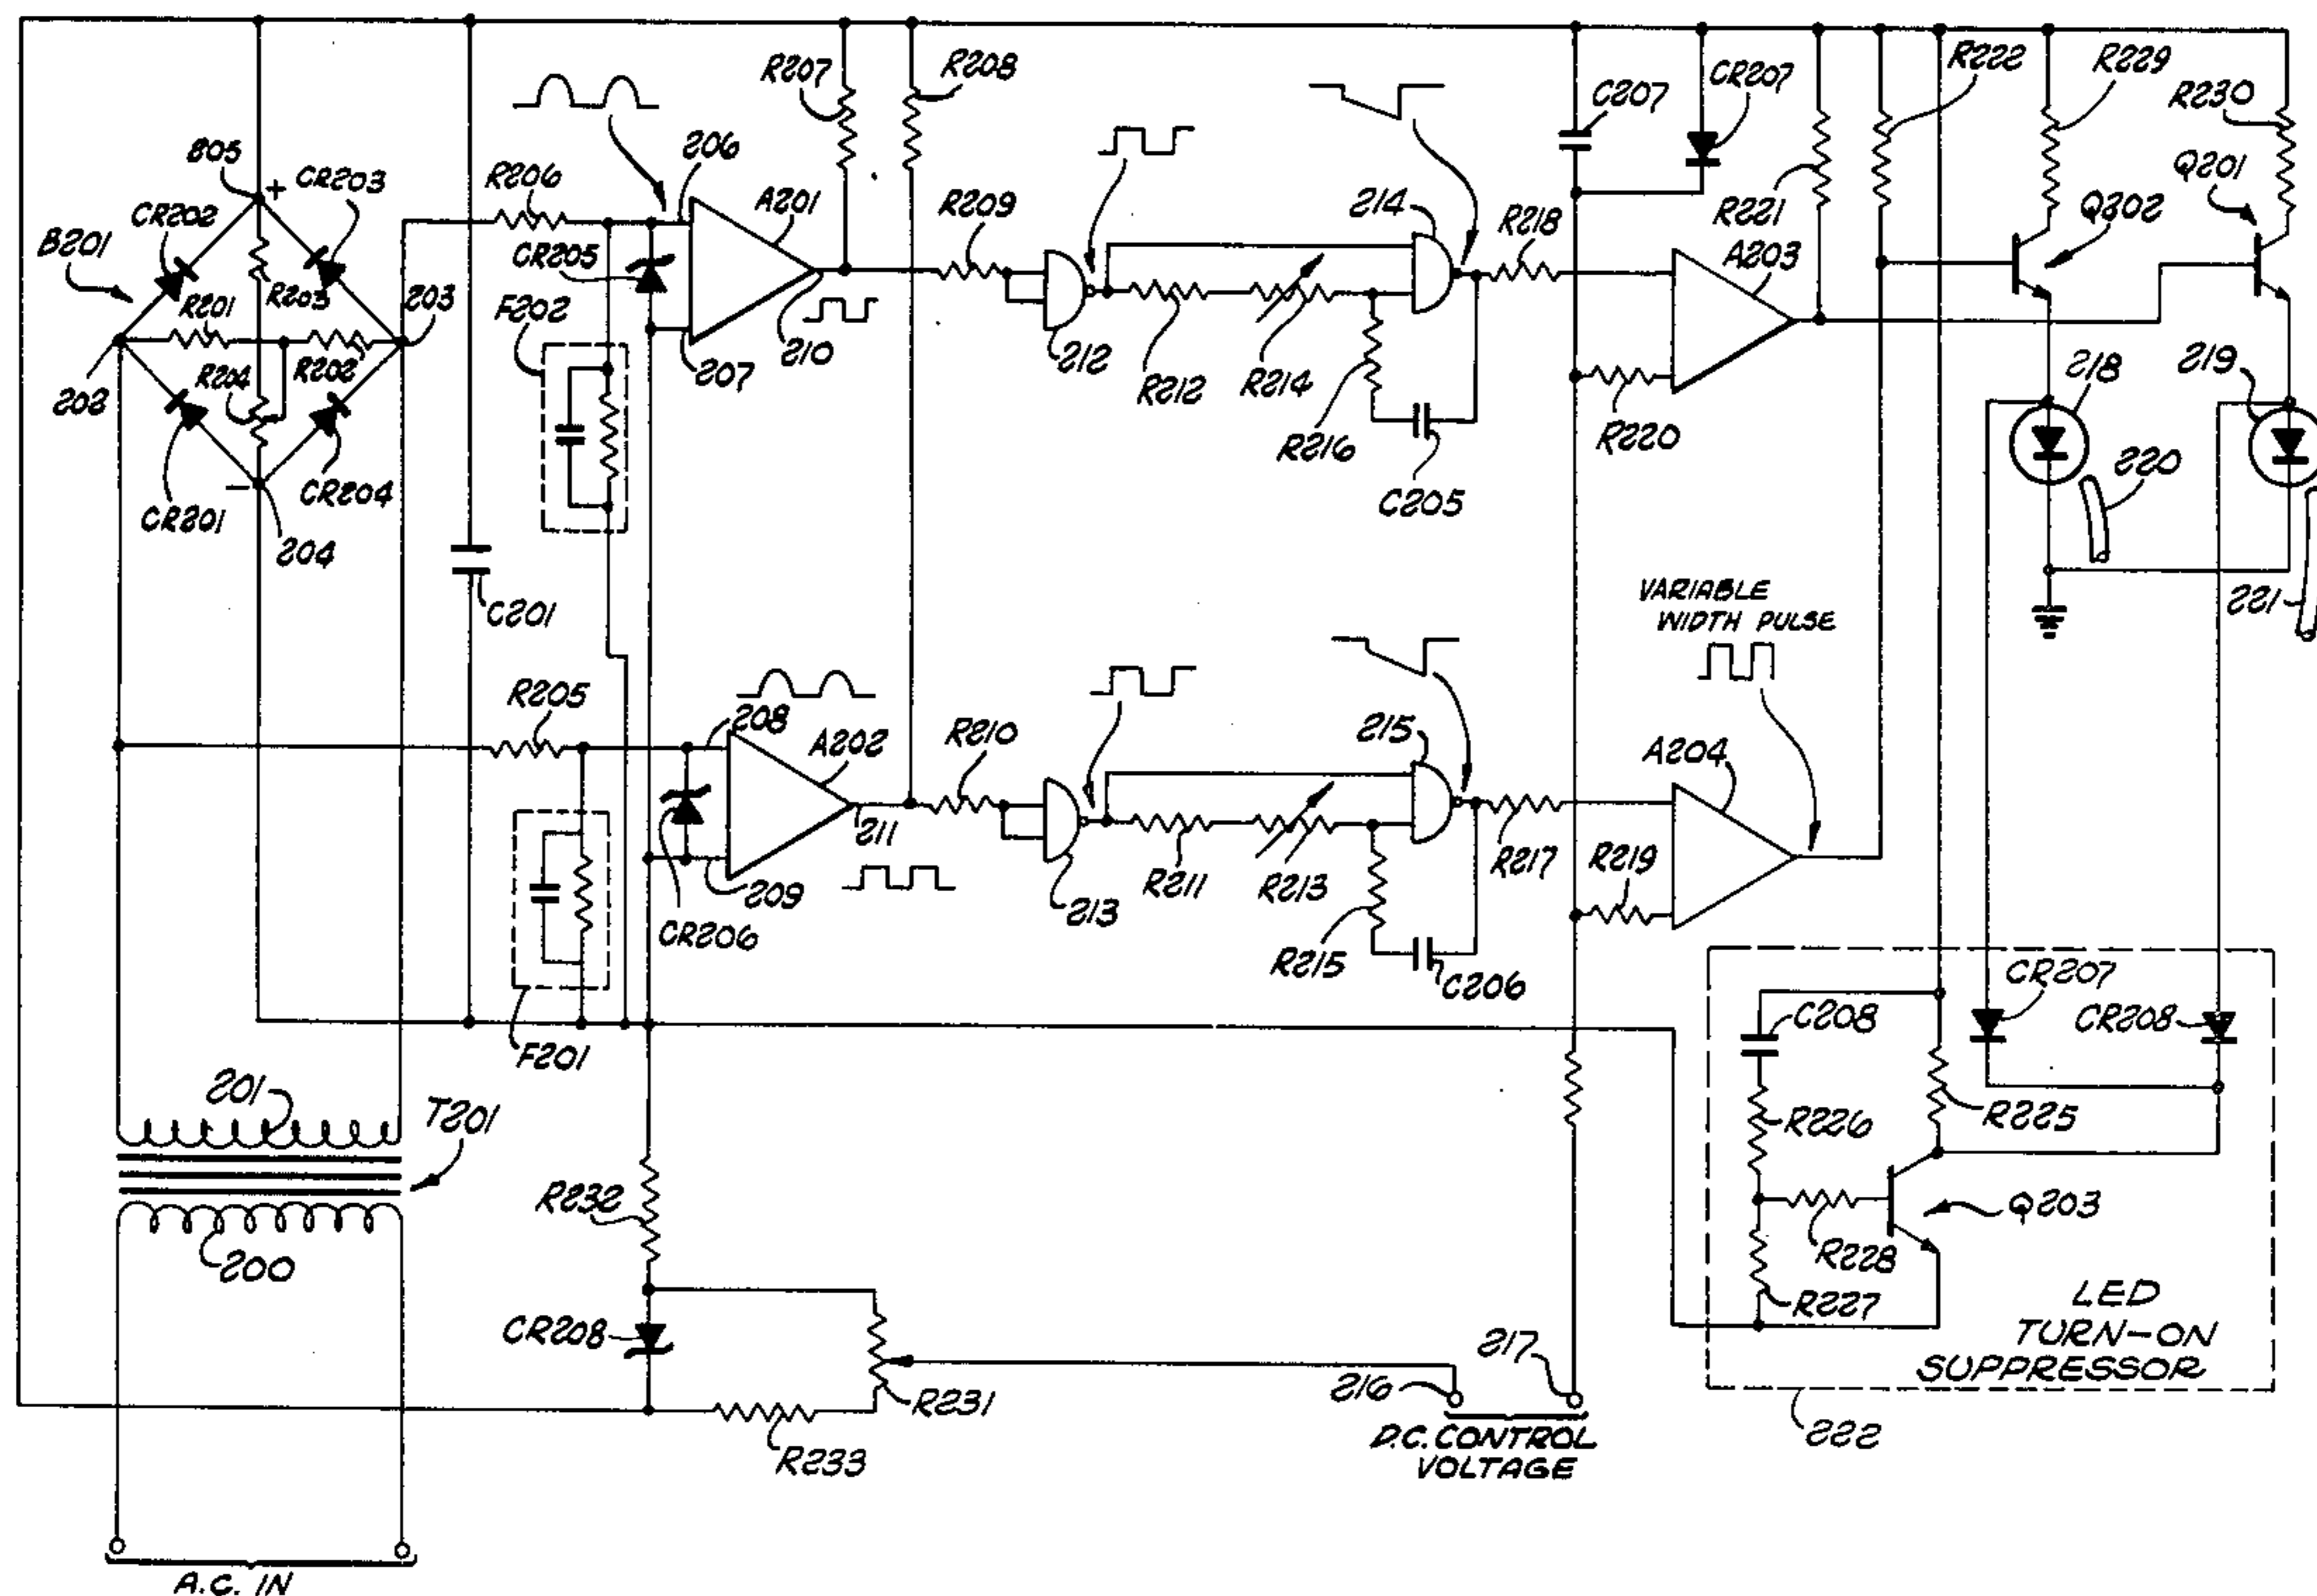 R207
R208
C207
CR207
R222
R229
R230
805
+
CR203
206
A201
Q201
CR202
R206
R209
214
R218
R221
Q202
B201
CR205
A203
R203
R201
203
F202
207
210
212
R212
R214
218
219
R204
R202
202
R216
R220
220
–
CR204
C205
CR201
204
C201
VARIABLE
WIDTH PULSE
221
R205
208
A202
R210
215
A204
211
R217
R219
209
213
R211
R213
CR206
R215
C206
CR207
C208
CR208
F201
201
T201
R226
R225
R232
Q203
200
R228
R227
LED
TURN-ON
SUPPRESSOR
CR208
217
216
R231
R233
D.C. CONTROL
VOLTAGE
222
A.C. IN